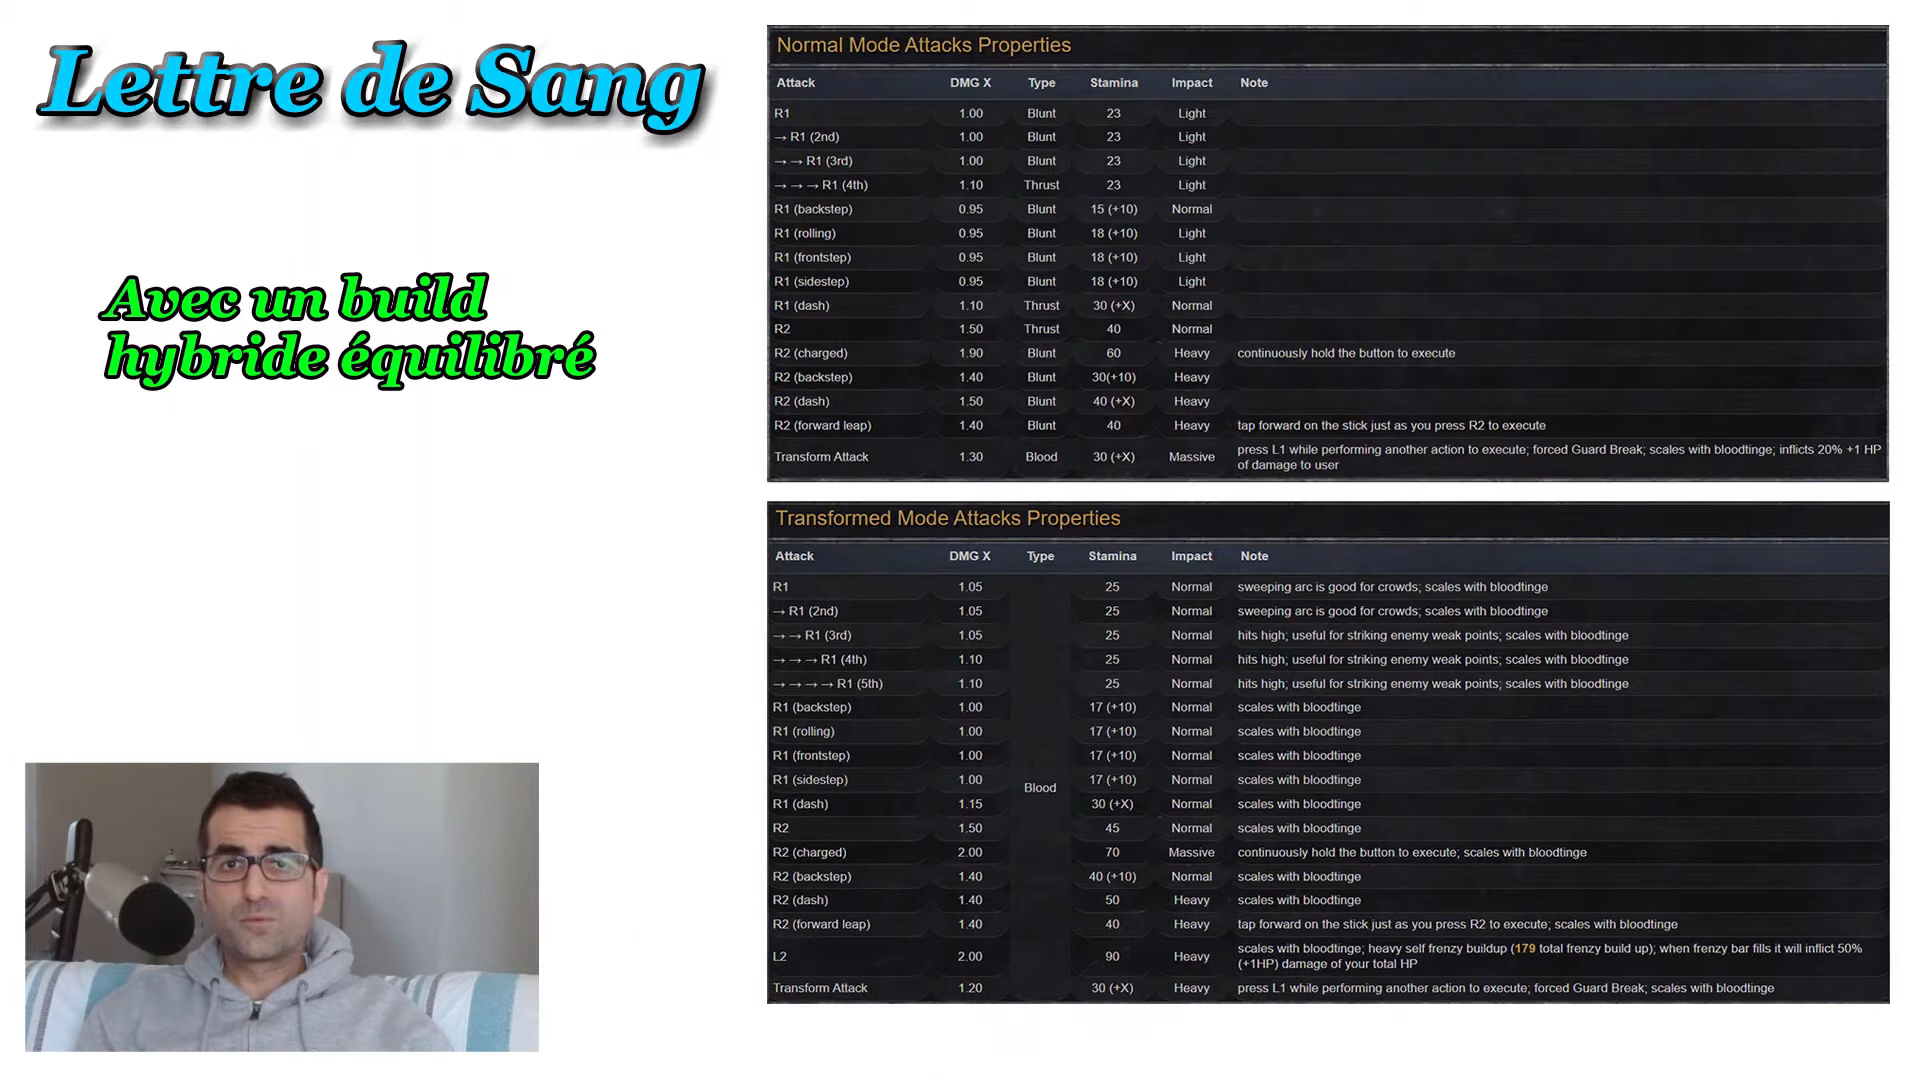 Lettre de Sang
Avec un build
hybride équilibré
Normal Mode Attacks Properties
Attack DMG X Type Stamina Impact Note
R1 1.00 Blunt 23 Light
→ R1 (2nd) 1.00 Blunt 23 Light
→ → R1 (3rd) 1.00 Blunt 23 Light
→ → → R1 (4th) 1.10 Thrust 23 Light
R1 (backstep) 0.95 Blunt 15 (+10) Normal
R1 (rolling) 0.95 Blunt 18 (+10) Light
R1 (frontstep) 0.95 Blunt 18 (+10) Light
R1 (sidestep) 0.95 Blunt 18 (+10) Light
R1 (dash) 1.10 Thrust 30 (+X) Normal
R2 1.50 Thrust 40 Normal
R2 (charged) 1.90 Blunt 60 Heavy continuously hold the button to execute
R2 (backstep) 1.40 Blunt 30(+10) Heavy
R2 (dash) 1.50 Blunt 40 (+X) Heavy
R2 (forward leap) 1.40 Blunt 40 Heavy tap forward on the stick just as you press R2 to execute
Transform Attack 1.30 Blood 30 (+X) Massive press L1 while performing another action to execute; forced Guard Break; scales with bloodtinge; inflicts 20% +1 HP
of damage to user
Transformed Mode Attacks Properties
Attack DMG X Type Stamina Impact Note
R1 1.05 25 Normal sweeping arc is good for crowds; scales with bloodtinge
→ R1 (2nd) 1.05 25 Normal sweeping arc is good for crowds; scales with bloodtinge
→ → R1 (3rd) 1.05 25 Normal hits high; useful for striking enemy weak points; scales with bloodtinge
→ → → R1 (4th) 1.10 25 Normal hits high; useful for striking enemy weak points; scales with bloodtinge
→ → → → R1 (5th) 1.10 25 Normal hits high; useful for striking enemy weak points; scales with bloodtinge
R1 (backstep) 1.00 17 (+10) Normal scales with bloodtinge
R1 (rolling) 1.00 17 (+10) Normal scales with bloodtinge
R1 (frontstep) 1.00 17 (+10) Normal scales with bloodtinge
R1 (sidestep) 1.00 17 (+10) Normal scales with bloodtinge
Blood
R1 (dash) 1.15 30 (+X) Normal scales with bloodtinge
R2 1.50 45 Normal scales with bloodtinge
R2 (charged) 2.00 70 Massive continuously hold the button to execute; scales with bloodtinge
R2 (backstep) 1.40 40 (+10) Normal scales with bloodtinge
R2 (dash) 1.40 50 Heavy scales with bloodtinge
R2 (forward leap) 1.40 40 Heavy tap forward on the stick just as you press R2 to execute; scales with bloodtinge
L2 2.00 90 Heavy scales with bloodtinge; heavy self frenzy buildup (179 total frenzy build up); when frenzy bar fills it will inflict 50%
(+1HP) damage of your total HP
Transform Attack 1.20 30 (+X) Heavy press L1 while performing another action to execute; forced Guard Break; scales with bloodtinge